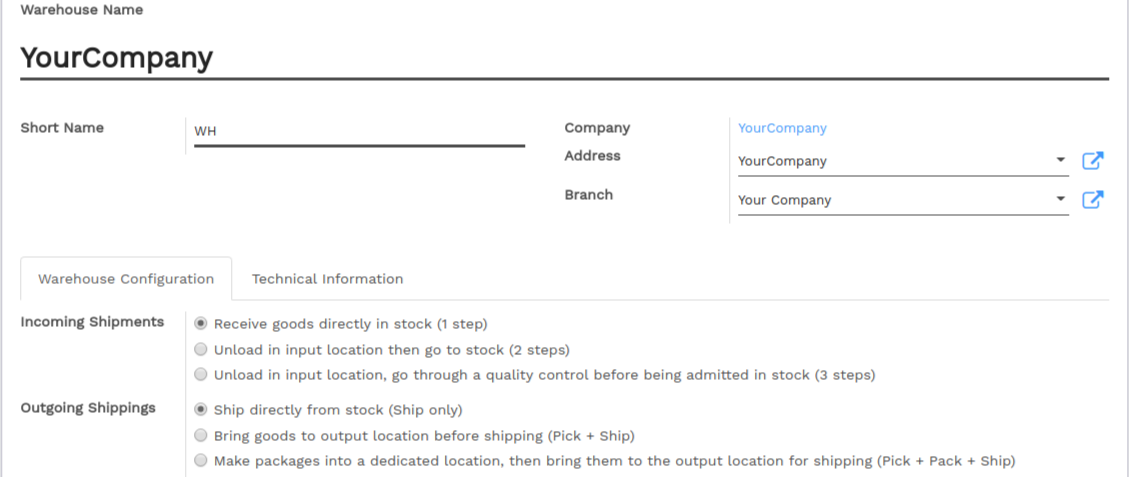 Warehouse Name
YourCompany
Short Name
WH
Company
YourCompany
Address
YourCompany
Branch
Your Company
Warehouse Configuration
Technical Information
Incoming Shipments
Receive goods directly in stock (1 step)
Unload in input location then go to stock (2 steps)
Unload in input location, go through a quality control before being admitted in stock (3 steps)
Outgoing Shippings
Ship directly from stock (Ship only)
Bring goods to output location before shipping (Pick + Ship)
Make packages into a dedicated location, then bring them to the output location for shipping (Pick + Pack + Ship)